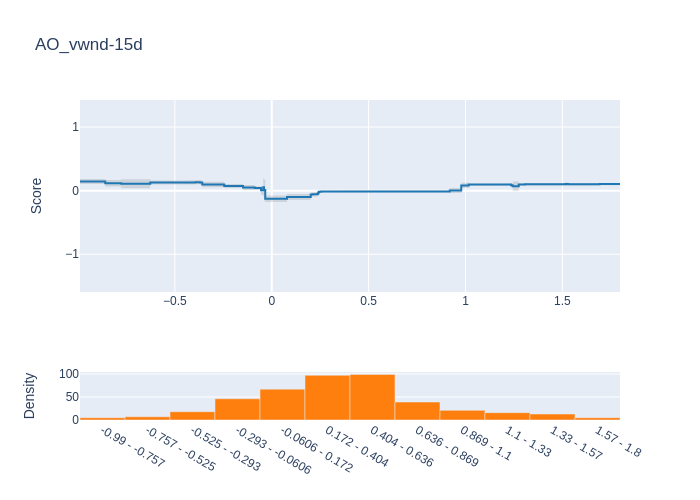 AO_vwnd-15d
Score
1
0
−1
−0.5
0
0.5
1
1.5
Density
100
50
0
-0.99 - -0.757
-0.757 - -0.525
-0.525 - -0.293
-0.293 - -0.0606
-0.0606 - 0.172
0.172 - 0.404
0.404 - 0.636
0.636 - 0.869
0.869 - 1.1
1.1 - 1.33
1.33 - 1.57
1.57 - 1.8